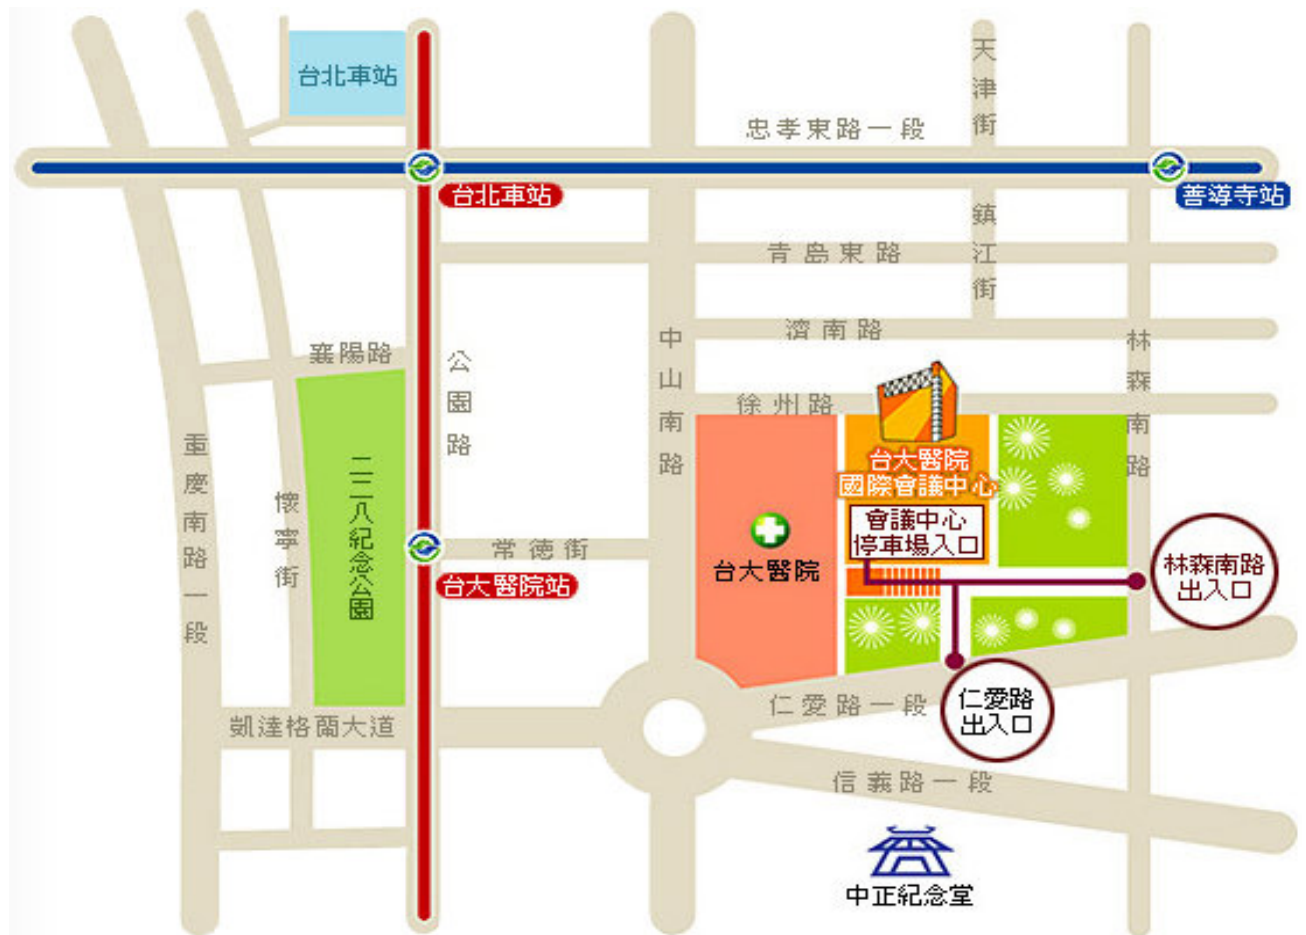 台北車站
天津街
忠孝東路一段
台北車站
善導寺站
鎮江街
青島東路
濟南路
中山南路
林森南路
襄陽路
公園路
徐州路
重慶南路一段
二二八紀念公園
懷寧街
台大醫院
國際會議中心
會議中心
停車場入口
常德街
台大醫院站
台大醫院
林森南路
出入口
仁愛路一段
仁愛路
出入口
凱達格蘭大道
信義路一段
中正紀念堂